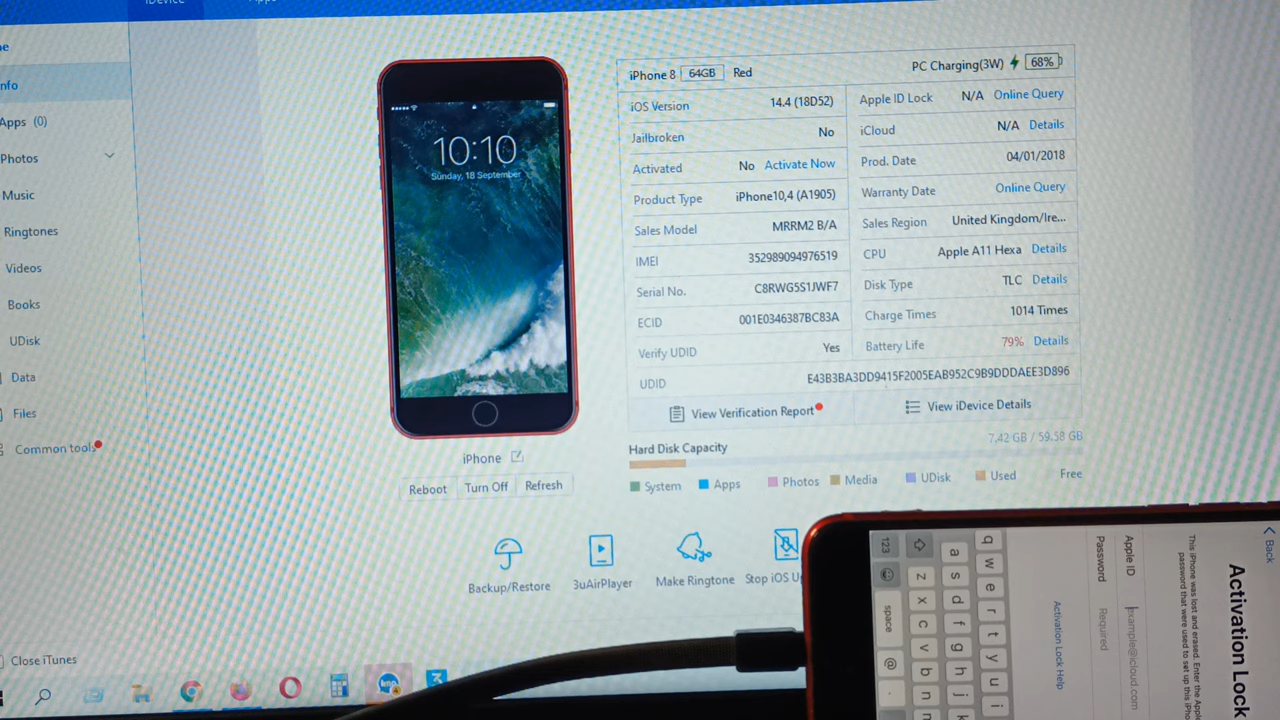 iDevice
Info
Apps (0)
Photos
Music
Ringtones
Videos
Books
UDisk
Data
Files
Common tools
Close iTunes
10:10
Sunday, 18 September
iPhone
Reboot Turn Off Refresh
iPhone 8 64GB Red PC Charging(3W) 68%
iOS Version 14.4 (18D52) Apple ID Lock N/A Online Query
Jailbroken No iCloud N/A Details
Activated No Activate Now Prod. Date 04/01/2018
Product Type iPhone10,4 (A1905) Warranty Date Online Query
Sales Model MRRM2 B/A Sales Region United Kingdom/Ire...
IMEI 352989094976519 CPU Apple A11 Hexa Details
Serial No. C8RWG5S1JWF7 Disk Type TLC Details
ECID 001E0346387BC83A Charge Times 1014 Times
Verify UDID Yes Battery Life 79% Details
UDID E43B3BA3DD9415F2005EAB952C9B9DDDAEE3D896
View Verification Report View iDevice Details
Hard Disk Capacity 7.42 GB / 59.58 GB
System Apps Photos Media UDisk Used Free
Backup/Restore 3uAirPlayer Make Ringtone Stop iOS U
Back
Activation Lock
This iPhone was lost and erased. Enter the Apple
password that were used to set up this iPho
Apple ID example@icloud.com
Password Required
Activation Lock Help
q w e r t y u i
a s d f g h j k
z x c v b n
123 space @ .